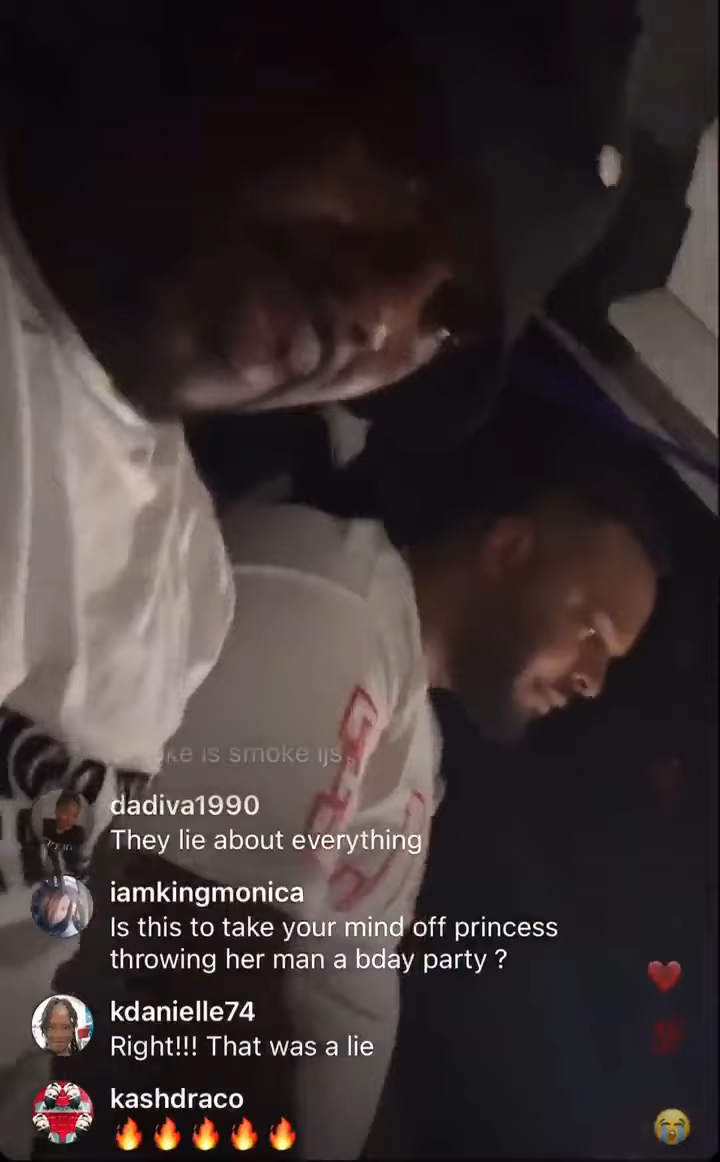 is smoke ijs
dadiva1990
They lie about everything
iamkingmonica
Is this to take your mind off princess
throwing her man a bday party ?
kdanielle74
Right!!! That was a lie
kashdraco
🔥🔥🔥🔥🔥